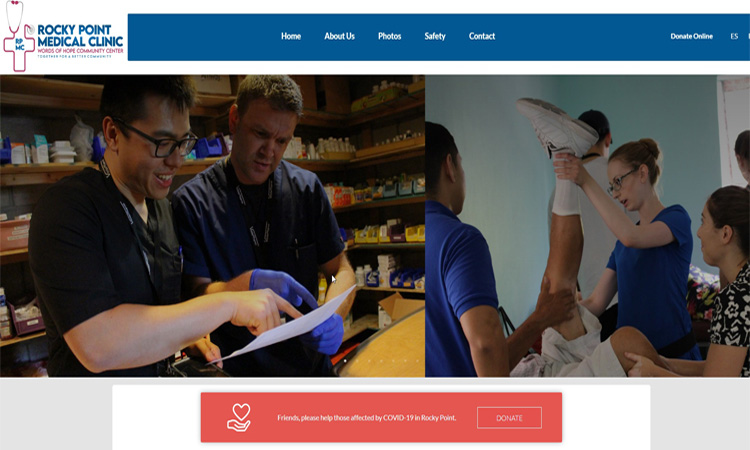 RP
MC
ROCKY POINT
MEDICAL CLINIC
WORDS OF HOPE COMMUNITY CENTER
TOGETHER FOR A BETTER COMMUNITY
Home About Us Photos Safety Contact Donate Online ES
Friends, please help those affected by COVID-19 in Rocky Point. DONATE